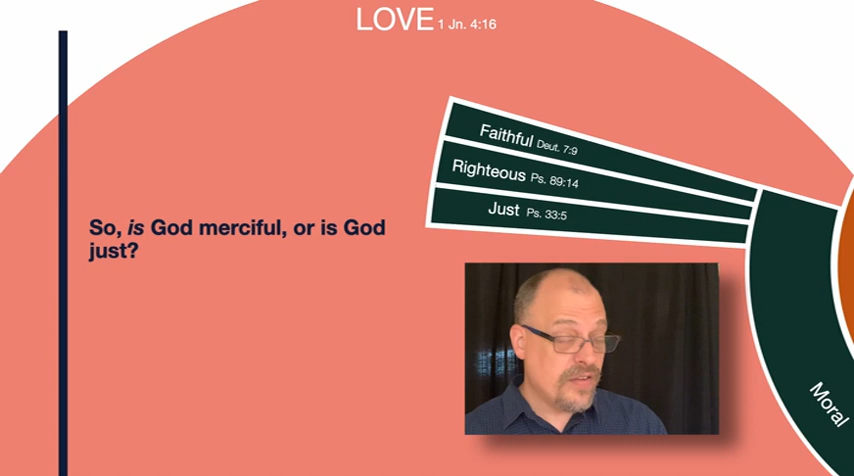 LOVE 1 Jn. 4:16
Faithful Deut. 7:9
Righteous Ps. 89:14
Just Ps. 33:5
So, is God merciful, or is God
just?
Moral